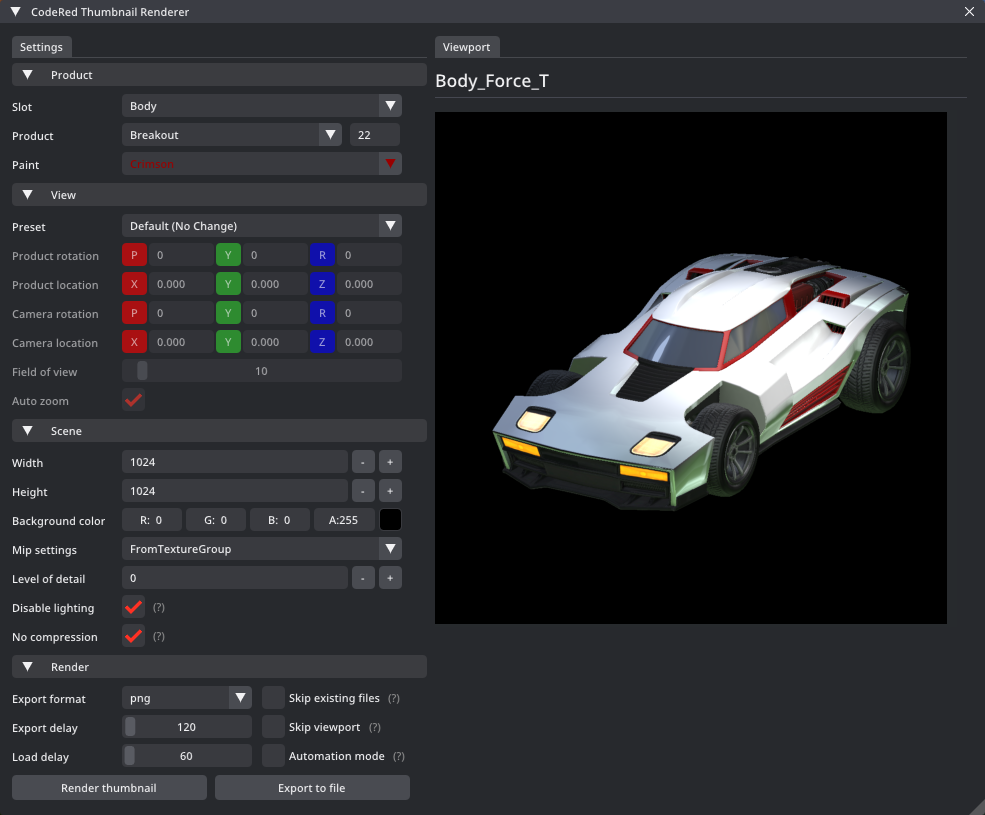 CodeRed Thumbnail Renderer
Settings
Product
Slot Body
Product Breakout 22
Paint Crimson
View
Preset Default (No Change)
Product rotation P 0 Y 0 R 0
Product location X 0.000 Y 0.000 Z 0.000
Camera rotation P 0 Y 0 R 0
Camera location X 0.000 Y 0.000 Z 0.000
Field of view 10
Auto zoom
Scene
Width 1024 - +
Height 1024 - +
Background color R: 0 G: 0 B: 0 A:255
Mip settings FromTextureGroup
Level of detail 0 - +
Disable lighting (?)
No compression (?)
Render
Export format png Skip existing files (?)
Export delay 120 Skip viewport (?)
Load delay 60 Automation mode (?)
Render thumbnail Export to file
Viewport
Body_Force_T